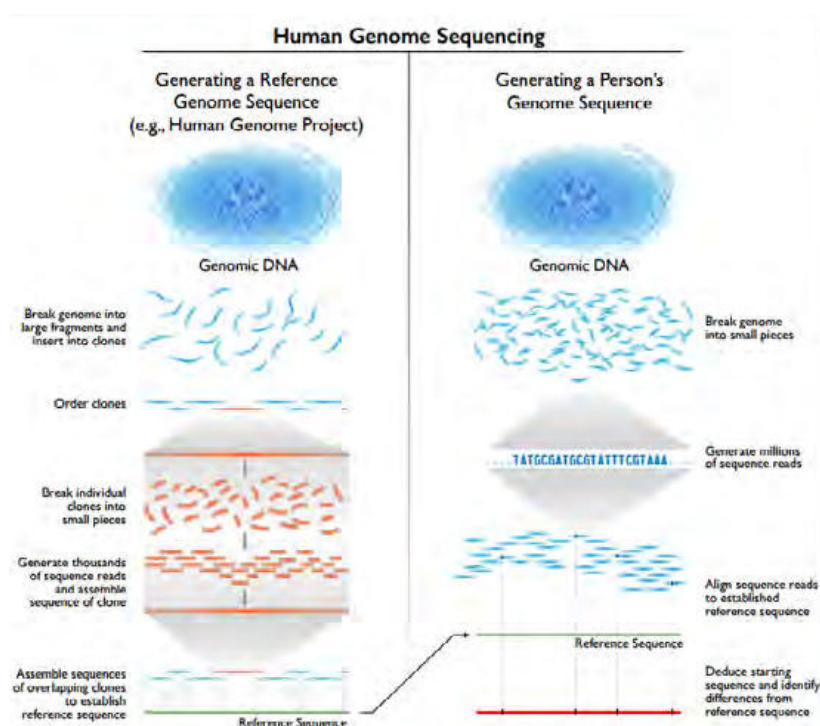 Human Genome Sequencing
Generating a Reference
Genome Sequence
(e.g., Human Genome Project)
Genomic DNA
Break genome into
large fragments and
insert into clones
Order clones
Break individual
clones into
small pieces
Generate thousands
of sequence reads
and assemble
sequence of clone
Assemble sequences
of overlapping clones
to establish
reference sequence
Reference Sequence
Generating a Person's
Genome Sequence
Genomic DNA
Break genome
into small pieces
...TATGCGATGCGTATTTCGTAAA...
Generate millions
of sequence reads
Align sequence reads
to established
reference sequence
Reference Sequence
Deduce starting
sequence and identify
differences from
reference sequence